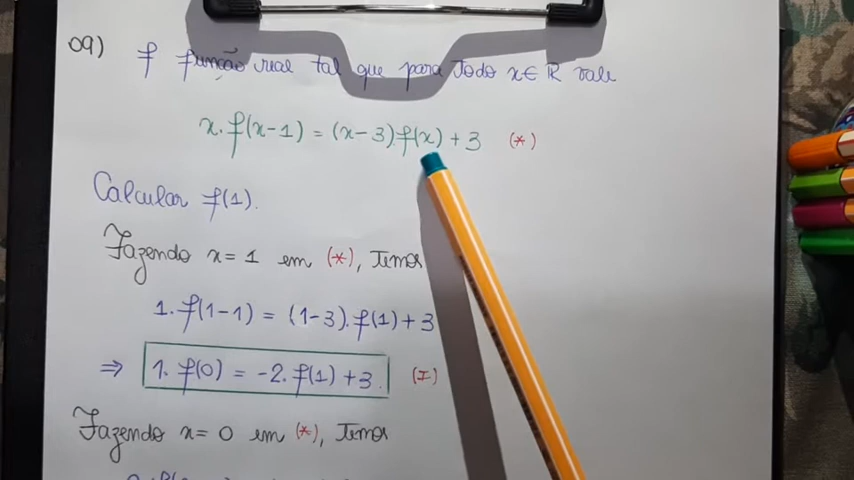 09) f função real tal que para todo x ∈ ℝ vale
x.f(x-1) = (x-3).f(x) + 3 (*)
Calcular f(1).
Fazendo x = 1 em (*), temos
1.f(1-1) = (1-3).f(1) + 3
⇒ 1.f(0) = -2.f(1) + 3. (I)
Fazendo x = 0 em (*), temos